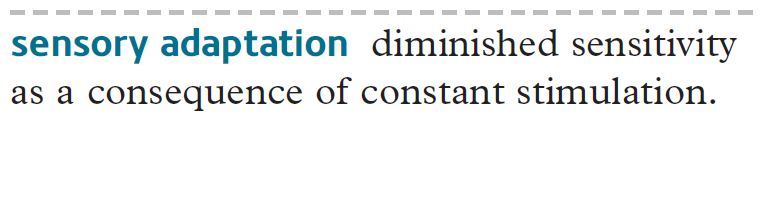 sensory adaptation diminished sensitivity
as a consequence of constant stimulation.